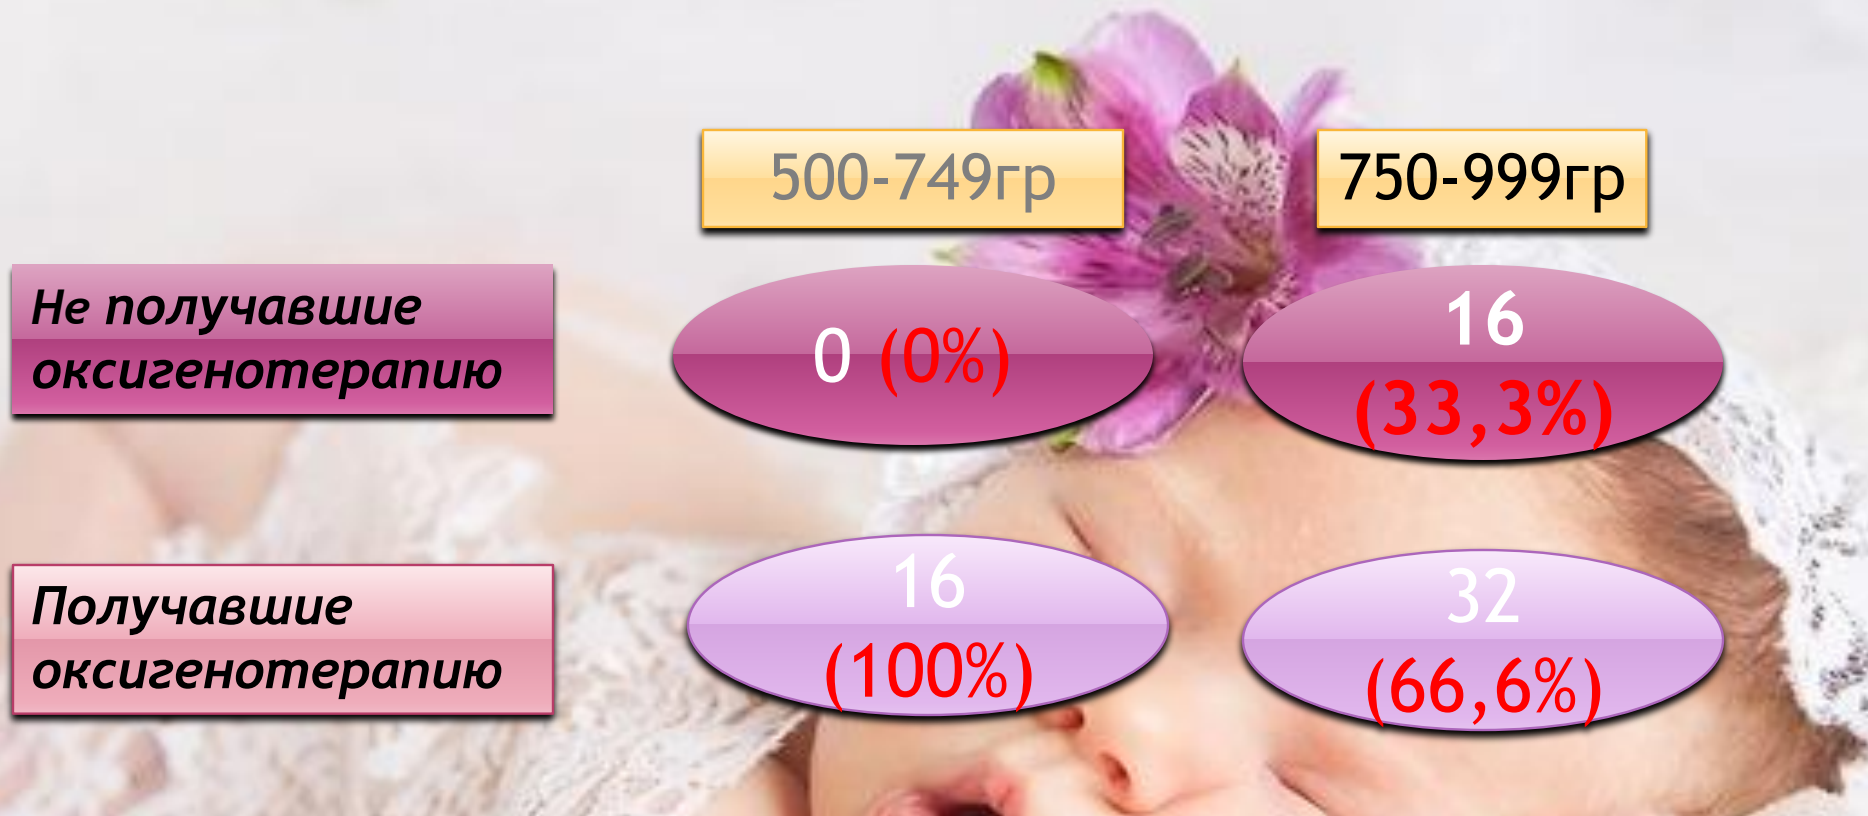 500-749гр
750-999гр
Не получавшие
оксигенотерапию
0 (0%)
16
(33,3%)
Получавшие
оксигенотерапию
16
(100%)
32
(66,6%)